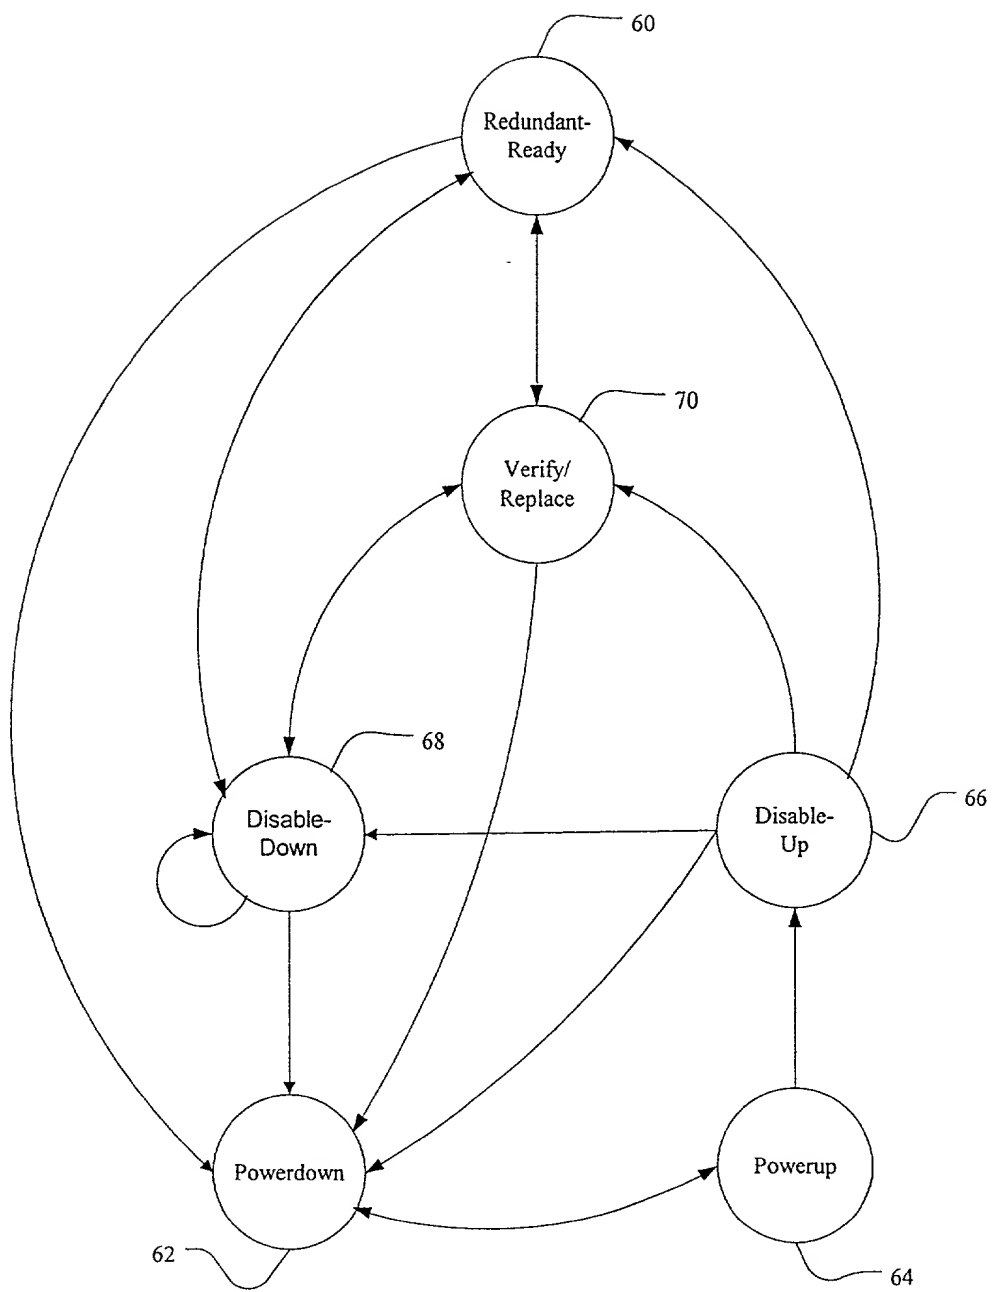 60
Redundant-
Ready
70
Verify/
Replace
68
Disable-
Down
66
Disable-
Up
Powerdown
Powerup
62
64